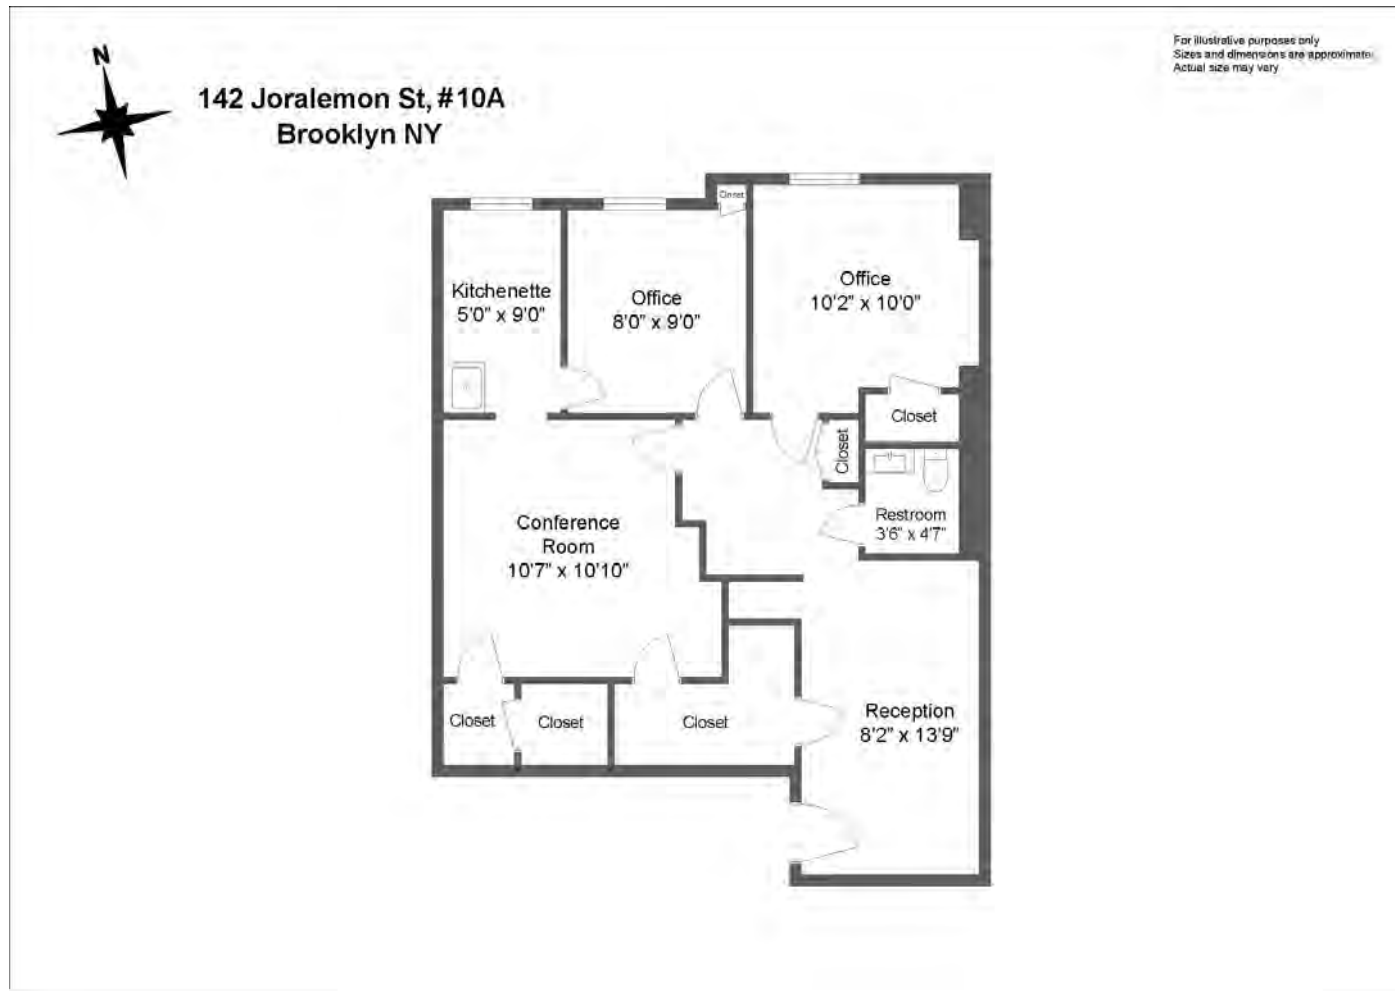 N
142 Joralemon St, #10A
Brooklyn NY
For illustrative purposes only
Sizes and dimensions are approximate,
Actual size may vary
Closet
Kitchenette
5'0" x 9'0"
Office
8'0" x 9'0"
Office
10'2" x 10'0"
Closet
Closet
Restroom
3'6" x 4'7"
Conference
Room
10'7" x 10'10"
Reception
8'2" x 13'9"
Closet
Closet
Closet